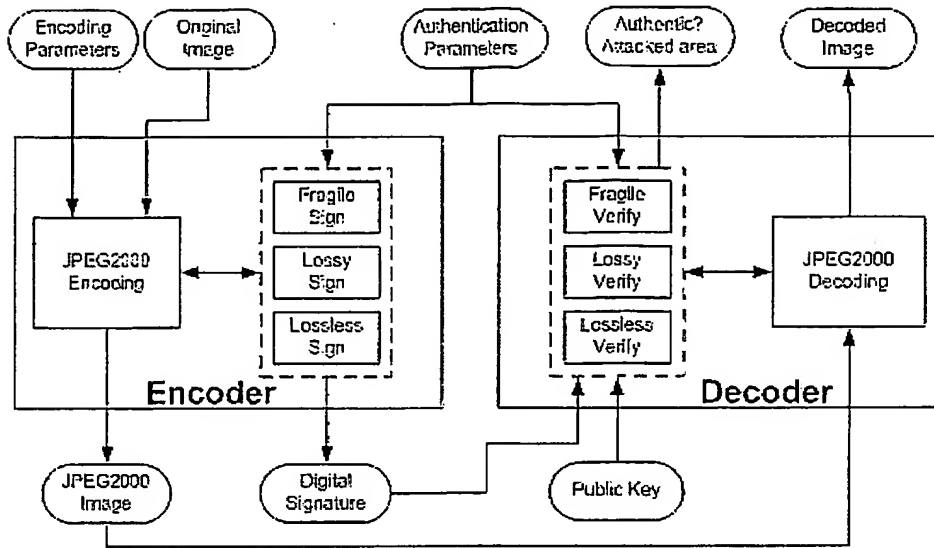 Encoding
Parameters
Original
Image
Authentication
Parameters
Authentic?
Attacked area
Decoded
Image
JPEG2000
Encoding
Fragile
Sign
Lossy
Sign
Lossless
Sign
Encoder
Fragile
Verify
Lossy
Verify
Lossless
Verify
JPEG2000
Decoding
Decoder
JPEG2000
Image
Digital
Signature
Public Key